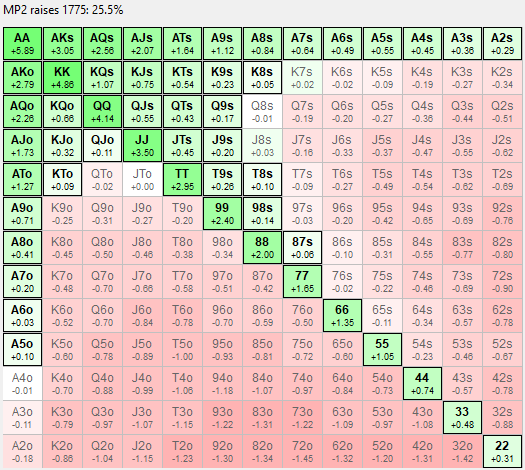 MP2 raises 1775: 25.5%
AA AKs AQs AJs ATs A9s A8s A7s A6s A5s A4s A3s A2s
+5.89 +3.05 +2.56 +2.07 +1.64 +1.12 +0.84 +0.64 +0.49 +0.55 +0.45 +0.36 +0.29
AKo KK KQs KJs KTs K9s K8s K7s K6s K5s K4s K3s K2s
+2.79 +4.86 +1.07 +0.75 +0.54 +0.23 +0.05 +0.02 -0.02 -0.09 -0.19 -0.27 -0.34
AQo KQo QQ QJs QTs Q9s Q8s Q7s Q6s Q5s Q4s Q3s Q2s
+2.26 +0.66 +4.14 +0.55 +0.43 +0.17 -0.01 -0.19 -0.20 -0.27 -0.36 -0.44 -0.51
AJo KJo QJo JJ JTs J9s J8s J7s J6s J5s J4s J3s J2s
+1.73 +0.32 +0.11 +3.50 +0.45 +0.20 +0.03 -0.16 -0.33 -0.37 -0.47 -0.55 -0.62
ATo KTo QTo JTo TT T9s T8s T7s T6s T5s T4s T3s T2s
+1.27 +0.09 -0.02 +0.00 +2.95 +0.26 +0.10 -0.09 -0.27 -0.49 -0.54 -0.62 -0.69
A9o K9o Q9o J9o T9o 99 98s 97s 96s 95s 94s 93s 92s
+0.71 -0.25 -0.31 -0.27 -0.20 +2.40 +0.14 -0.03 -0.20 -0.42 -0.65 -0.69 -0.76
A8o K8o Q8o J8o T8o 98o 88 87s 86s 85s 84s 83s 82s
+0.41 -0.45 -0.50 -0.46 -0.38 -0.34 +2.00 +0.06 -0.10 -0.31 -0.55 -0.77 -0.80
A7o K7o Q7o J7o T7o 97o 87o 77 76s 75s 74s 73s 72s
+0.20 -0.48 -0.70 -0.66 -0.58 -0.51 -0.42 +1.65 -0.02 -0.22 -0.46 -0.69 -0.90
A6o K6o Q6o J6o T6o 96o 86o 76o 66 65s 64s 63s 62s
+0.03 -0.52 -0.70 -0.84 -0.78 -0.70 -0.59 -0.50 +1.35 -0.11 -0.34 -0.57 -0.78
A5o K5o Q5o J5o T5o 95o 85o 75o 65o 55 54s 53s 52s
+0.10 -0.60 -0.78 -0.89 -1.00 -0.93 -0.81 -0.72 -0.60 +1.05 -0.23 -0.46 -0.67
A4o K4o Q4o J4o T4o 94o 84o 74o 64o 54o 44 43s 42s
-0.01 -0.70 -0.88 -0.99 -1.06 -1.18 -1.07 -0.97 -0.84 -0.73 +0.74 -0.57 -0.78
A3o K3o Q3o J3o T3o 93o 83o 73o 63o 53o 43o 33 32s
-0.11 -0.79 -0.97 -1.07 -1.15 -1.22 -1.31 -1.22 -1.09 -0.97 -1.08 +0.48 -0.88
A2o K2o Q2o J2o T2o 92o 82o 72o 62o 52o 42o 32o 22
-0.18 -0.86 -1.04 -1.15 -1.23 -1.30 -1.34 -1.45 -1.32 -1.20 -1.31 -1.42 +0.31